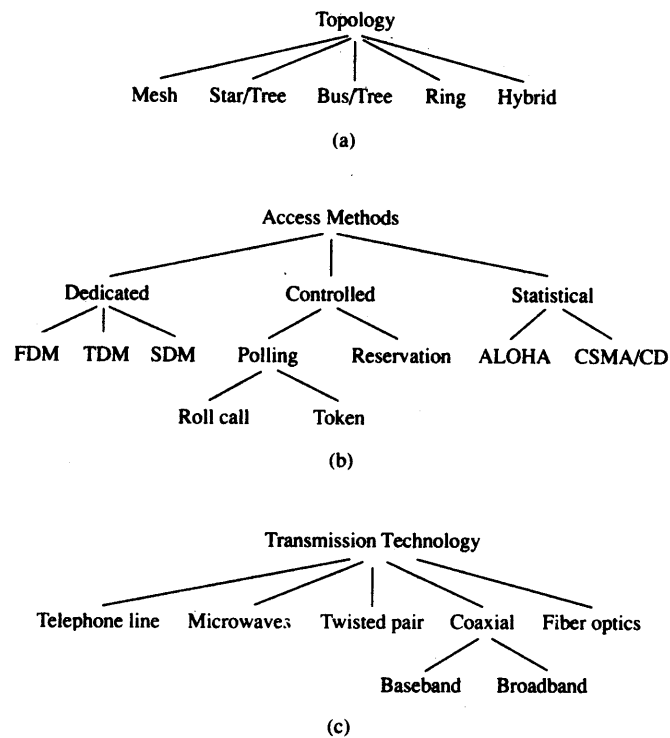 Topology
Mesh Star/Tree Bus/Tree Ring Hybrid
(a)
Access Methods
Dedicated Controlled Statistical
FDM TDM SDM Polling Reservation ALOHA CSMA/CD
Roll call Token
(b)
Transmission Technology
Telephone line Microwaves Twisted pair Coaxial Fiber optics
Baseband Broadband
(c)